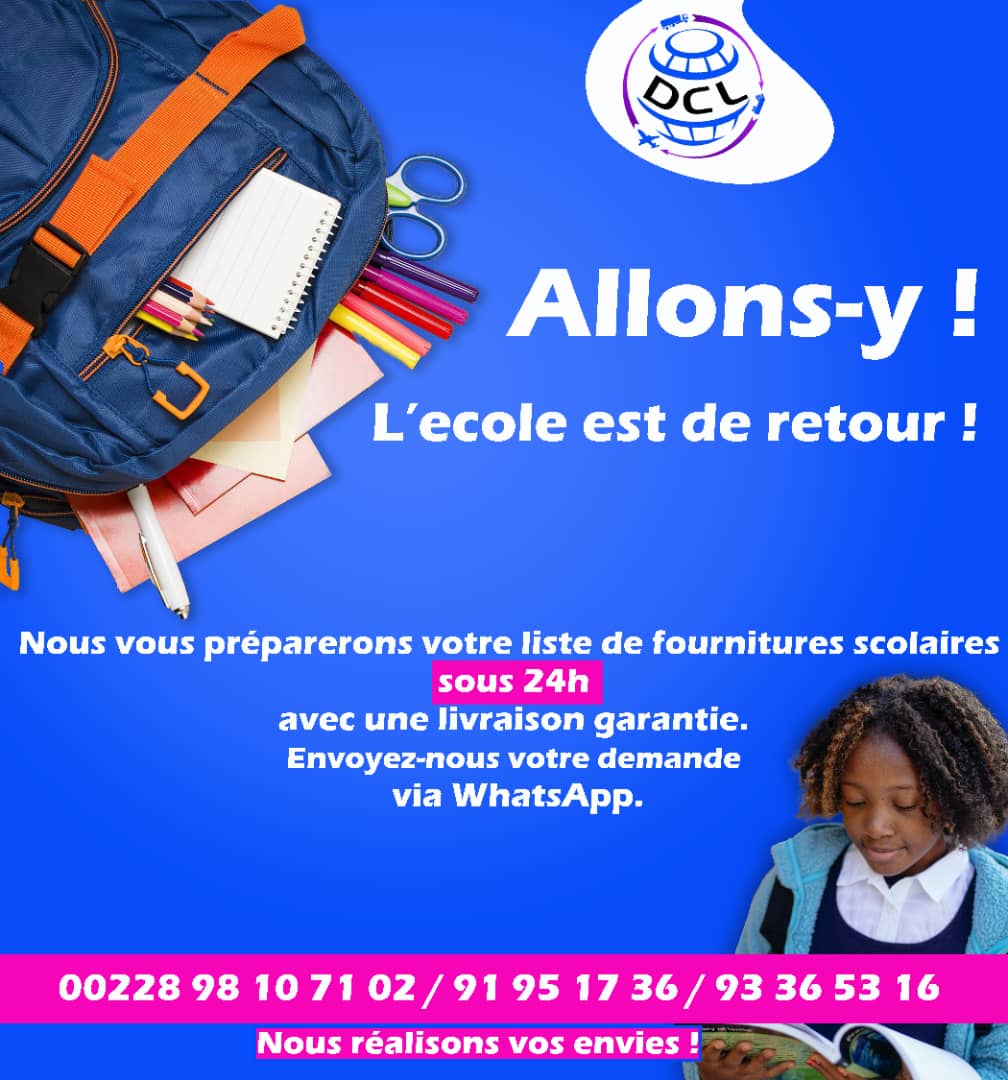 DCL
Allons-y !
L'ecole est de retour !
Nous vous préparerons votre liste de fournitures scolaires
sous 24h
avec une livraison garantie.
Envoyez-nous votre demande
via WhatsApp.
00228 98 10 71 02 / 91 95 17 36 / 93 36 53 16
Nous réalisons vos envies !